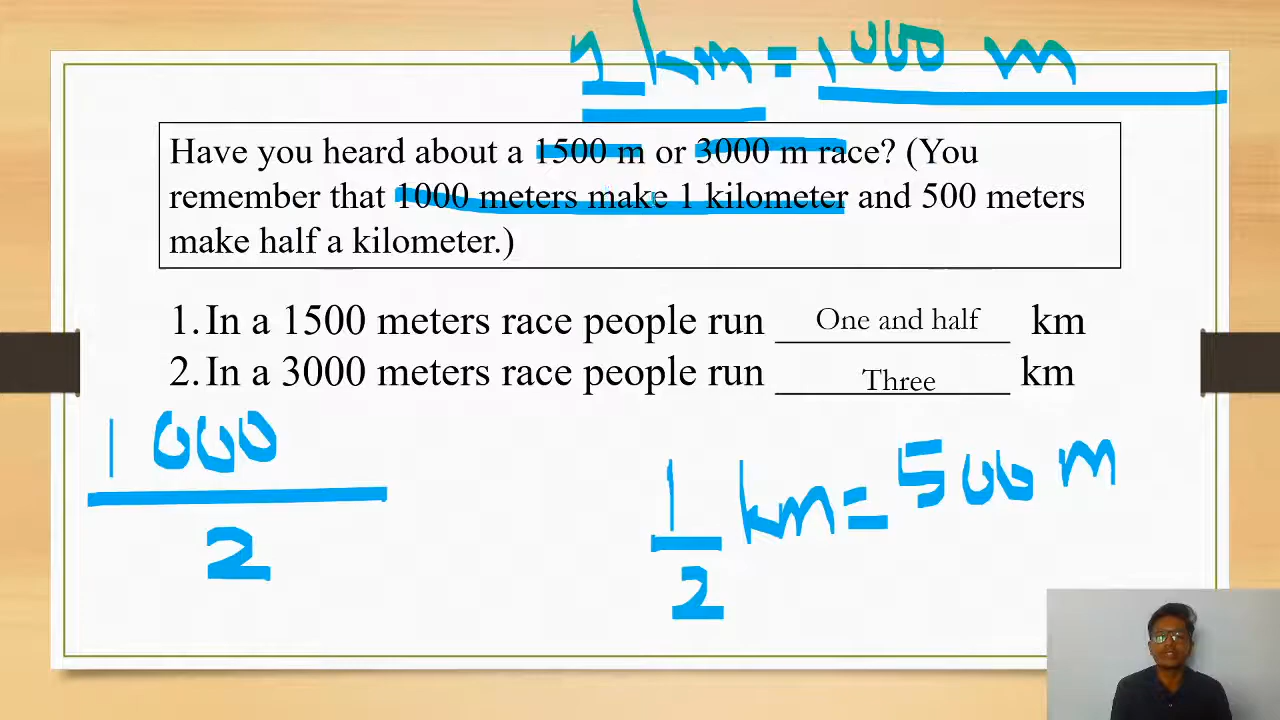 1 km = 1000 m
Have you heard about a 1500 m or 3000 m race? (You
remember that 1000 meters make 1 kilometer and 500 meters
make half a kilometer.)
1. In a 1500 meters race people run One and half km
2. In a 3000 meters race people run Three km
1000
2
1
2
km = 500 m